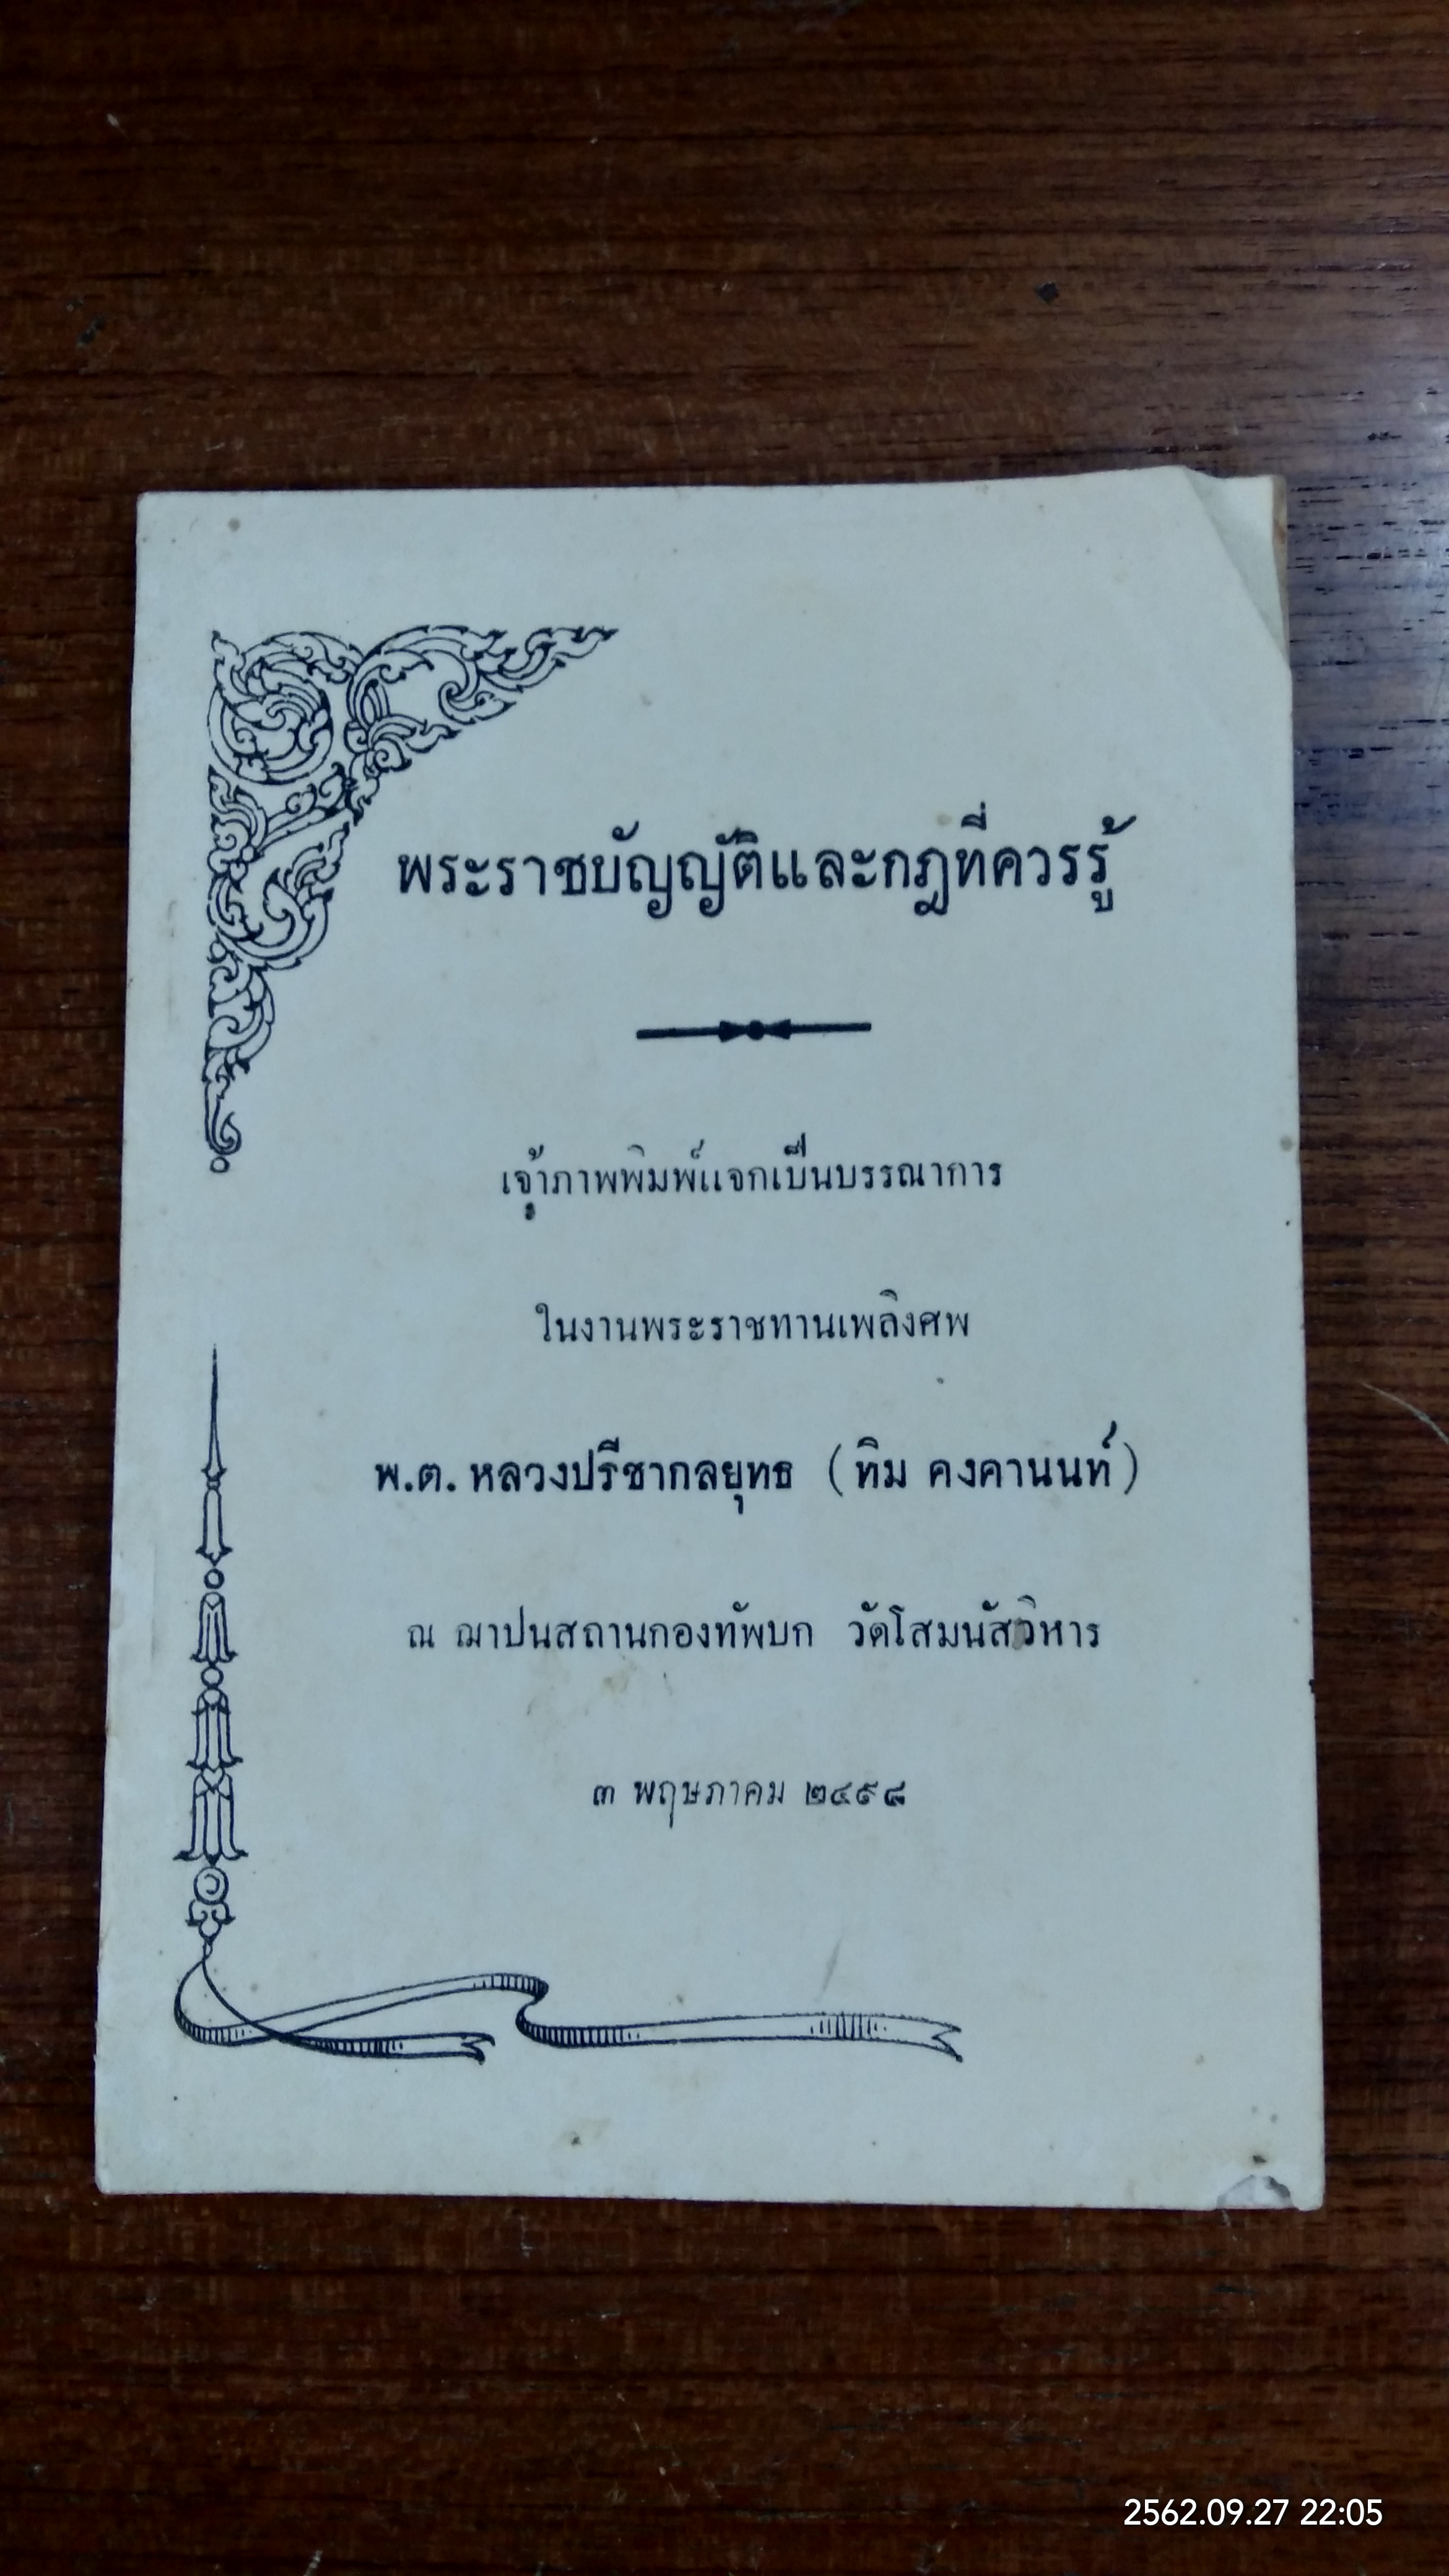 พระราชบัญญัติและกฎที่ควรรู้
เจ้าภาพพิมพ์แจกเป็นบรรณาการ
ในงานพระราชทานเพลิงศพ
พ.ต. หลวงปรีชากลยุทธ (ทิม คงคานนท์)
ณ ฌาปนสถานกองทัพบก วัดโสมนัสวิหาร
๓ พฤษภาคม ๒๔๙๘
2562.09.27 22:05